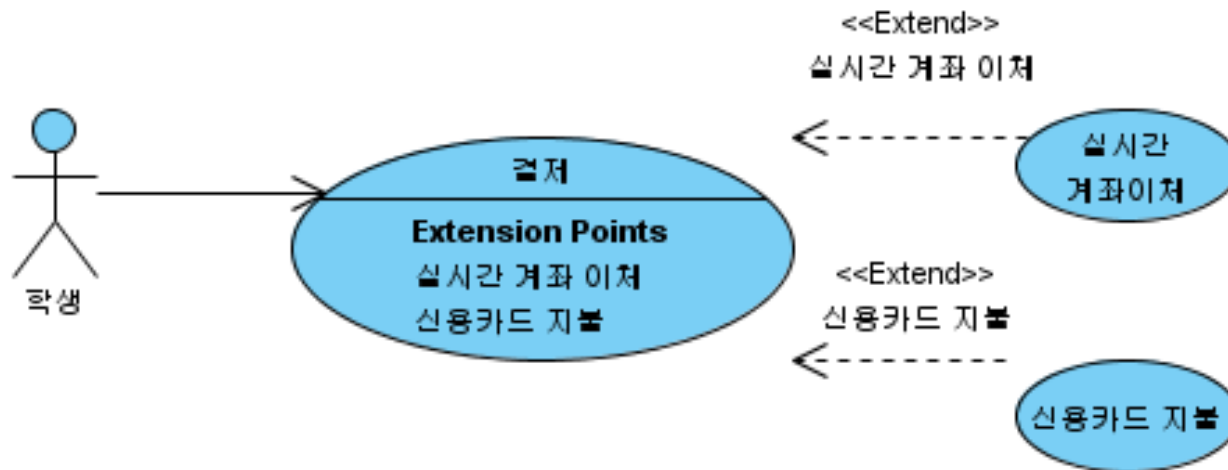 <<Extend>>
실시간 계좌 이체
실시간
계좌이체
결제
Extension Points
실시간 계좌 이체
신용카드 지불
학생
<<Extend>>
신용카드 지불
신용카드 지불